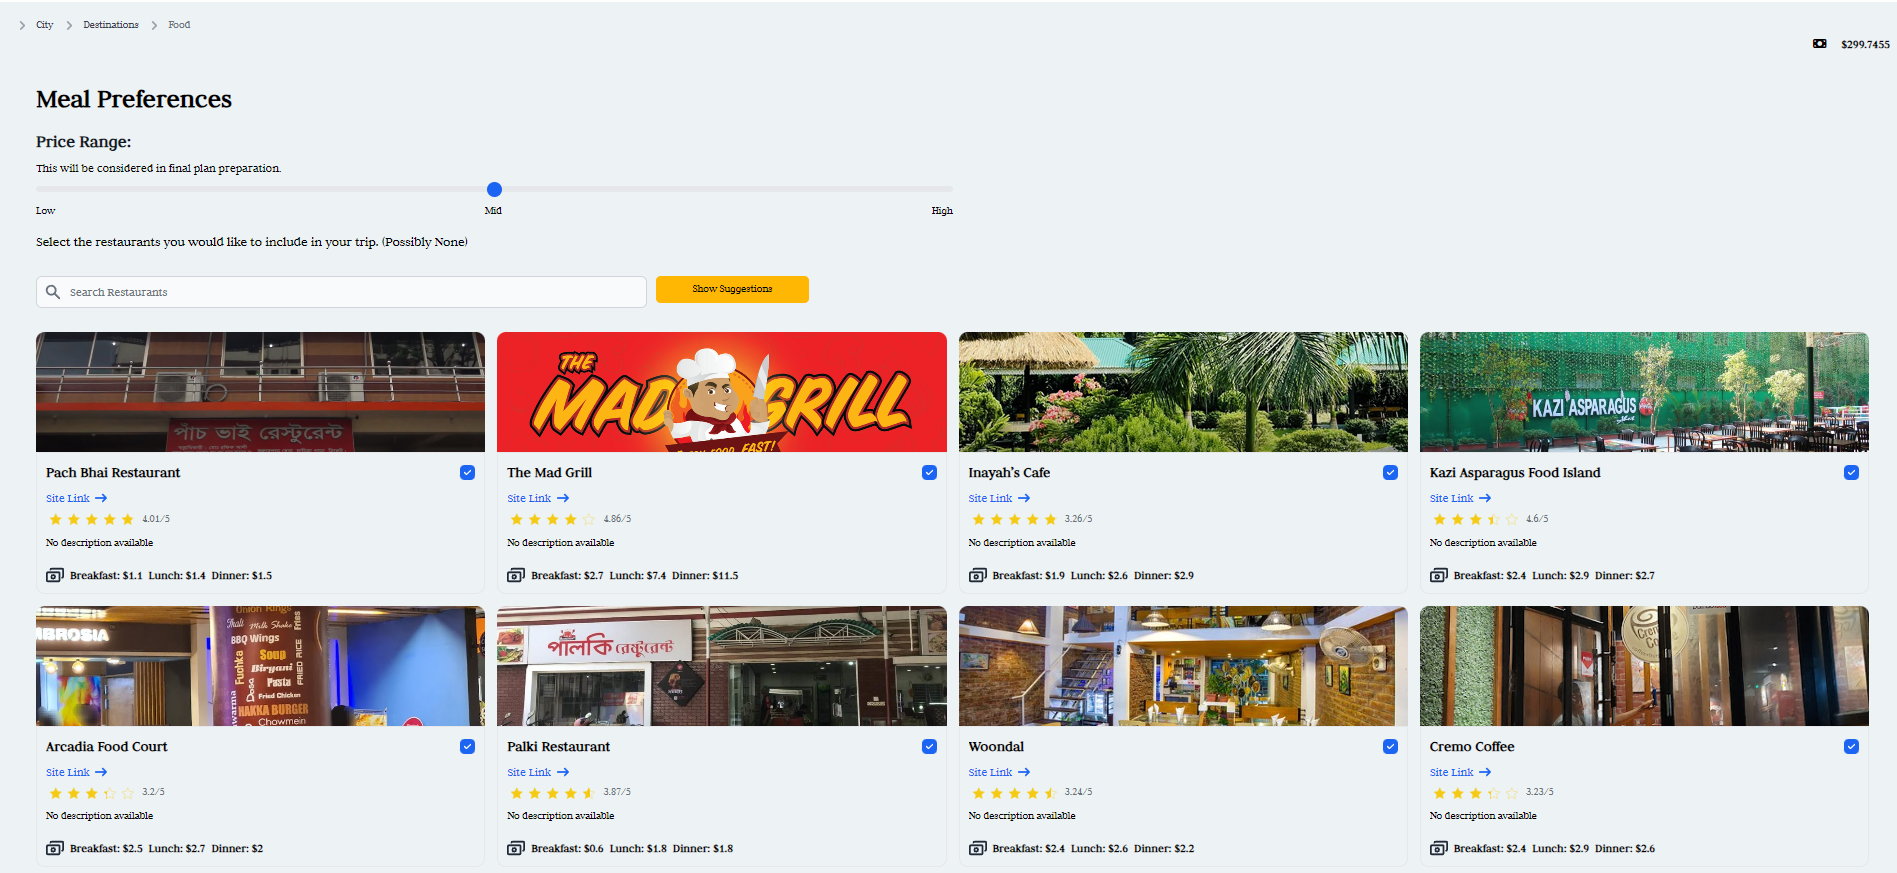 City Destinations Food
$299.7455
Meal Preferences
Price Range:
This will be considered in final plan preparation.
Low Mid High
Select the restaurants you would like to include in your trip. (Possibly None)
Search Restaurants Show Suggestions
পাঁচ ভাই রেস্টুরেন্ট
THE
MAD GRILL
FAST!
KAZI ASPARAGUS
Pach Bhai Restaurant The Mad Grill Inayah's Cafe Kazi Asparagus Food Island
Site Link Site Link Site Link Site Link
4.01/5 4.86/5 3.26/5 4.6/5
No description available No description available No description available No description available
Breakfast: $1.1 Lunch: $1.4 Dinner: $1.5 Breakfast: $2.7 Lunch: $7.4 Dinner: $11.5 Breakfast: $1.9 Lunch: $2.6 Dinner: $2.9 Breakfast: $2.4 Lunch: $2.9 Dinner: $2.7
MBROSIA
Onion Rings
Thali Milk Shake Fries
BBQ Wings
Fuchka Soup
Biryani FRIED RICE
Dosa Pasta
Fried Chicken
HAKKA BURGER
Chowmein
পালকি রেষ্টুরেন্ট
Cremo
Coffee
Arcadia Food Court Palki Restaurant Woondal Cremo Coffee
Site Link Site Link Site Link Site Link
3.2/5 3.87/5 3.24/5 3.23/5
No description available No description available No description available No description available
Breakfast: $2.5 Lunch: $2.7 Dinner: $2 Breakfast: $0.6 Lunch: $1.8 Dinner: $1.8 Breakfast: $2.4 Lunch: $2.6 Dinner: $2.2 Breakfast: $2.4 Lunch: $2.9 Dinner: $2.6